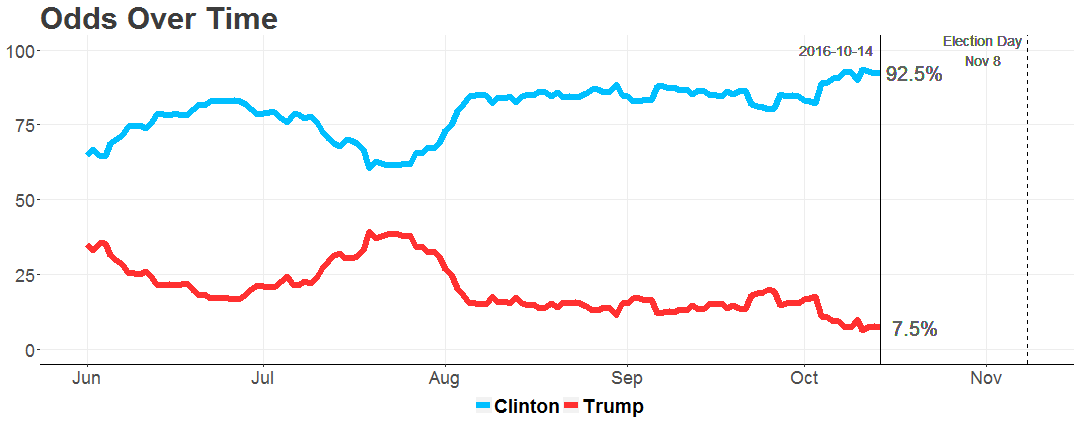 Odds Over Time
100
75
50
25
0
2016-10-14
Election Day
Nov 8
92.5%
7.5%
Jun Jul Aug Sep Oct Nov
Clinton Trump